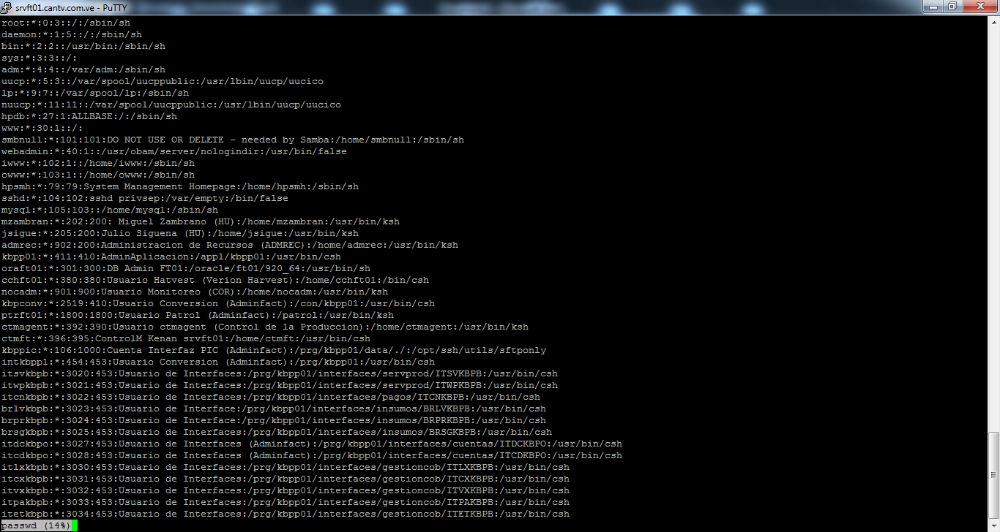 srvft01.cantv.com.ve - PuTTY
root:*:0:3::/:/sbin/sh
daemon:*:1:5::/:/sbin/sh
bin:*:2:2::/usr/bin:/sbin/sh
sys:*:3:3::/:
adm:*:4:4::/var/adm:/sbin/sh
uucp:*:5:3::/var/spool/uucppublic:/usr/lbin/uucp/uucico
lp:*:9:7::/var/spool/lp:/sbin/sh
nuucp:*:11:11::/var/spool/uucppublic:/usr/lbin/uucp/uucico
hpdb:*:27:1:ALLBASE:/:/sbin/sh
www:*:30:1::/:
smbnull:*:101:101:DO NOT USE OR DELETE - needed by Samba:/home/smbnull:/sbin/sh
webadmin:*:40:1::/usr/obam/server/nologindir:/usr/bin/false
iwww:*:102:1::/home/iwww:/sbin/sh
owww:*:103:1::/home/owww:/sbin/sh
hpsmh:*:79:79:System Management Homepage:/home/hpsmh:/sbin/sh
sshd:*:104:102:sshd privsep:/var/empty:/bin/false
mysql:*:105:103::/home/mysql:/sbin/sh
mzambran:*:202:200: Miguel Zambrano (HU):/home/mzambran:/usr/bin/ksh
jsigue:*:205:200:Julio Siguena (HU):/home/jsigue:/usr/bin/ksh
admrec:*:902:200:Administracion de Recursos (ADMREC):/home/admrec:/usr/bin/ksh
kbpp01:*:411:410:AdminAplicacion:/appl/kbpp01:/usr/bin/csh
oraft01:*:301:300:DB Admin FT01:/oracle/ft01/920_64:/usr/bin/sh
cchft01:*:380:380:Usuario Hatvest (Verion Harvest):/home/cchft01:/bin/csh
nocadm:*:901:900:Usuario Monitoreo (COR):/home/nocadm:/usr/bin/ksh
kbpconv:*:2519:410:Usuario Conversion (Adminfact):/con/kbpp01:/usr/bin/csh
ptrft01:*:1800:1800:Usuario Patrol (Adminfact):/patrol:/usr/bin/ksh
ctmagent:*:392:390:Usuario ctmagent (Control de la Produccion):/home/ctmagent:/usr/bin/ksh
ctmft:*:396:395:ControlM Kenan srvft01:/home/ctmft:/usr/bin/csh
kbppic:*:106:1000:Cuenta Interfaz PIC (Adminfact):/prg/kbpp01/data/./:/opt/ssh/utils/sftponly
intkbpp1:*:454:453:Usuario Conversion (Adminfact):/prg/kbpp01:/usr/bin/csh
itsvkbpb:*:3020:453:Usuario de Interfaces:/prg/kbpp01/interfaces/servprod/ITSVKBPB:/usr/bin/csh
itwpkbpb:*:3021:453:Usuario de Interfaces:/prg/kbpp01/interfaces/servprod/ITWPKBPB:/usr/bin/csh
itcnkbpb:*:3022:453:Usuario de Interfaces:/prg/kbpp01/interfaces/pagos/ITCNKBPB:/usr/bin/csh
brlvkbpb:*:3023:453:Usuario de Interface:/prg/kbpp01/interfaces/insumos/BRLVKBPB:/usr/bin/csh
brprkbpb:*:3024:453:Usuario de Interface:/prg/kbpp01/interfaces/insumos/BRPRKBPB:/usr/bin/csh
brsgkbpb:*:3025:453:Usuario de Interfaces:/prg/kbpp01/interfaces/insumos/BRSGKBPB:/usr/bin/csh
itdckbpo:*:3027:453:Usuario de Interfaces (Adminfact):/prg/kbpp01/interfaces/cuentas/ITDCKBPO:/usr/bin/csh
itcdkbpo:*:3028:453:Usuario de Interfaces (Adminfact):/prg/kbpp01/interfaces/cuentas/ITCDKBPO:/usr/bin/csh
itlxkbpb:*:3030:453:Usuario de Interfaces:/prg/kbpp01/interfaces/gestioncob/ITLXKBPB:/usr/bin/csh
itcxkbpb:*:3031:453:Usuario de Interfaces:/prg/kbpp01/interfaces/gestioncob/ITCXKBPB:/usr/bin/csh
itvxkbpb:*:3032:453:Usuario de Interfaces:/prg/kbpp01/interfaces/gestioncob/ITVXKBPB:/usr/bin/csh
itpakbpb:*:3033:453:Usuario de Interfaces:/prg/kbpp01/interfaces/gestioncob/ITPAKBPB:/usr/bin/csh
itetkbpb:*:3034:453:Usuario de Interfaces:/prg/kbpp01/interfaces/gestioncob/ITETKBPB:/usr/bin/csh
passwd (14%)